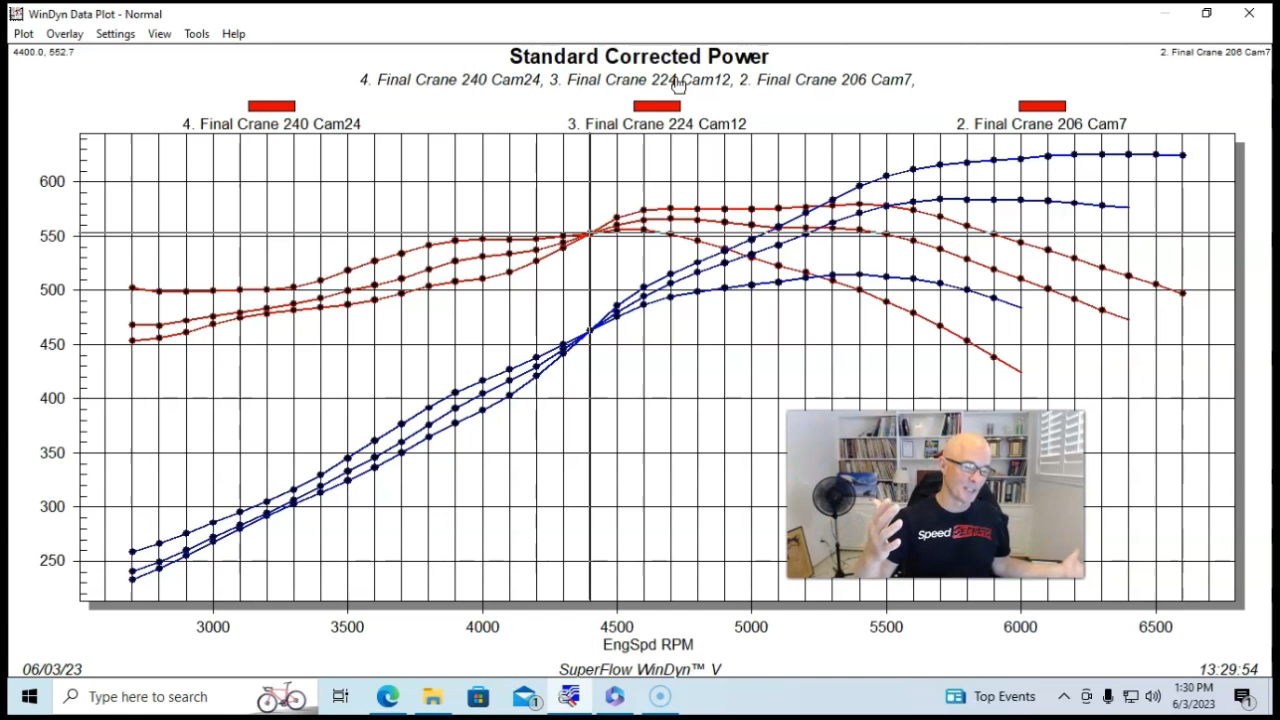 WinDyn Data Plot - Normal
Plot Overlay Settings View Tools Help
4400.0, 552.7
Standard Corrected Power
2. Final Crane 206 Cam7
4. Final Crane 240 Cam24, 3. Final Crane 224 Cam12, 2. Final Crane 206 Cam7,
4. Final Crane 240 Cam24 3. Final Crane 224 Cam12 2. Final Crane 206 Cam7
600
550
500
450
400
350
300
250
Speed
3000 3500 4000 4500 5000 5500 6000 6500
EngSpd RPM
06/03/23 SuperFlow WinDyn™ V 13:29:54
Type here to search 1 Top Events 1:30 PM 1
6/3/2023